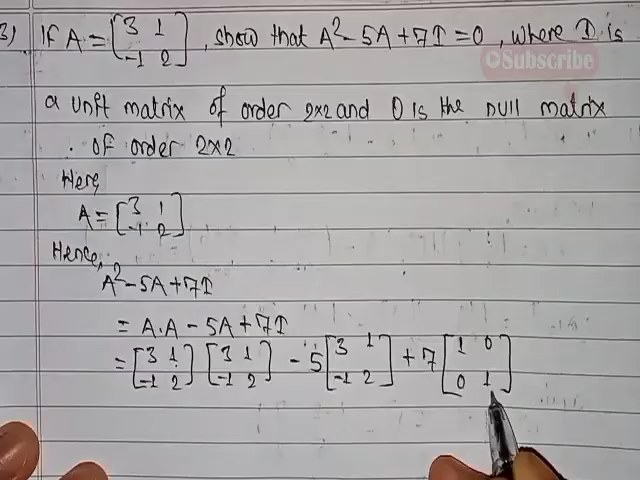 3) If A = [3 1 -1 2], show that A² - 5A + 7I = 0, where I is
Subscribe
a unit matrix of order 2×2 and 0 is the null matrix
of order 2×2
Here,
A = [3 1 -1 2]
Hence,
A² - 5A + 7I
= A.A - 5A + 7I
= [3 1 -1 2] [3 1 -1 2] - 5 [3 1 -1 2] + 7 [1 0 0 1]